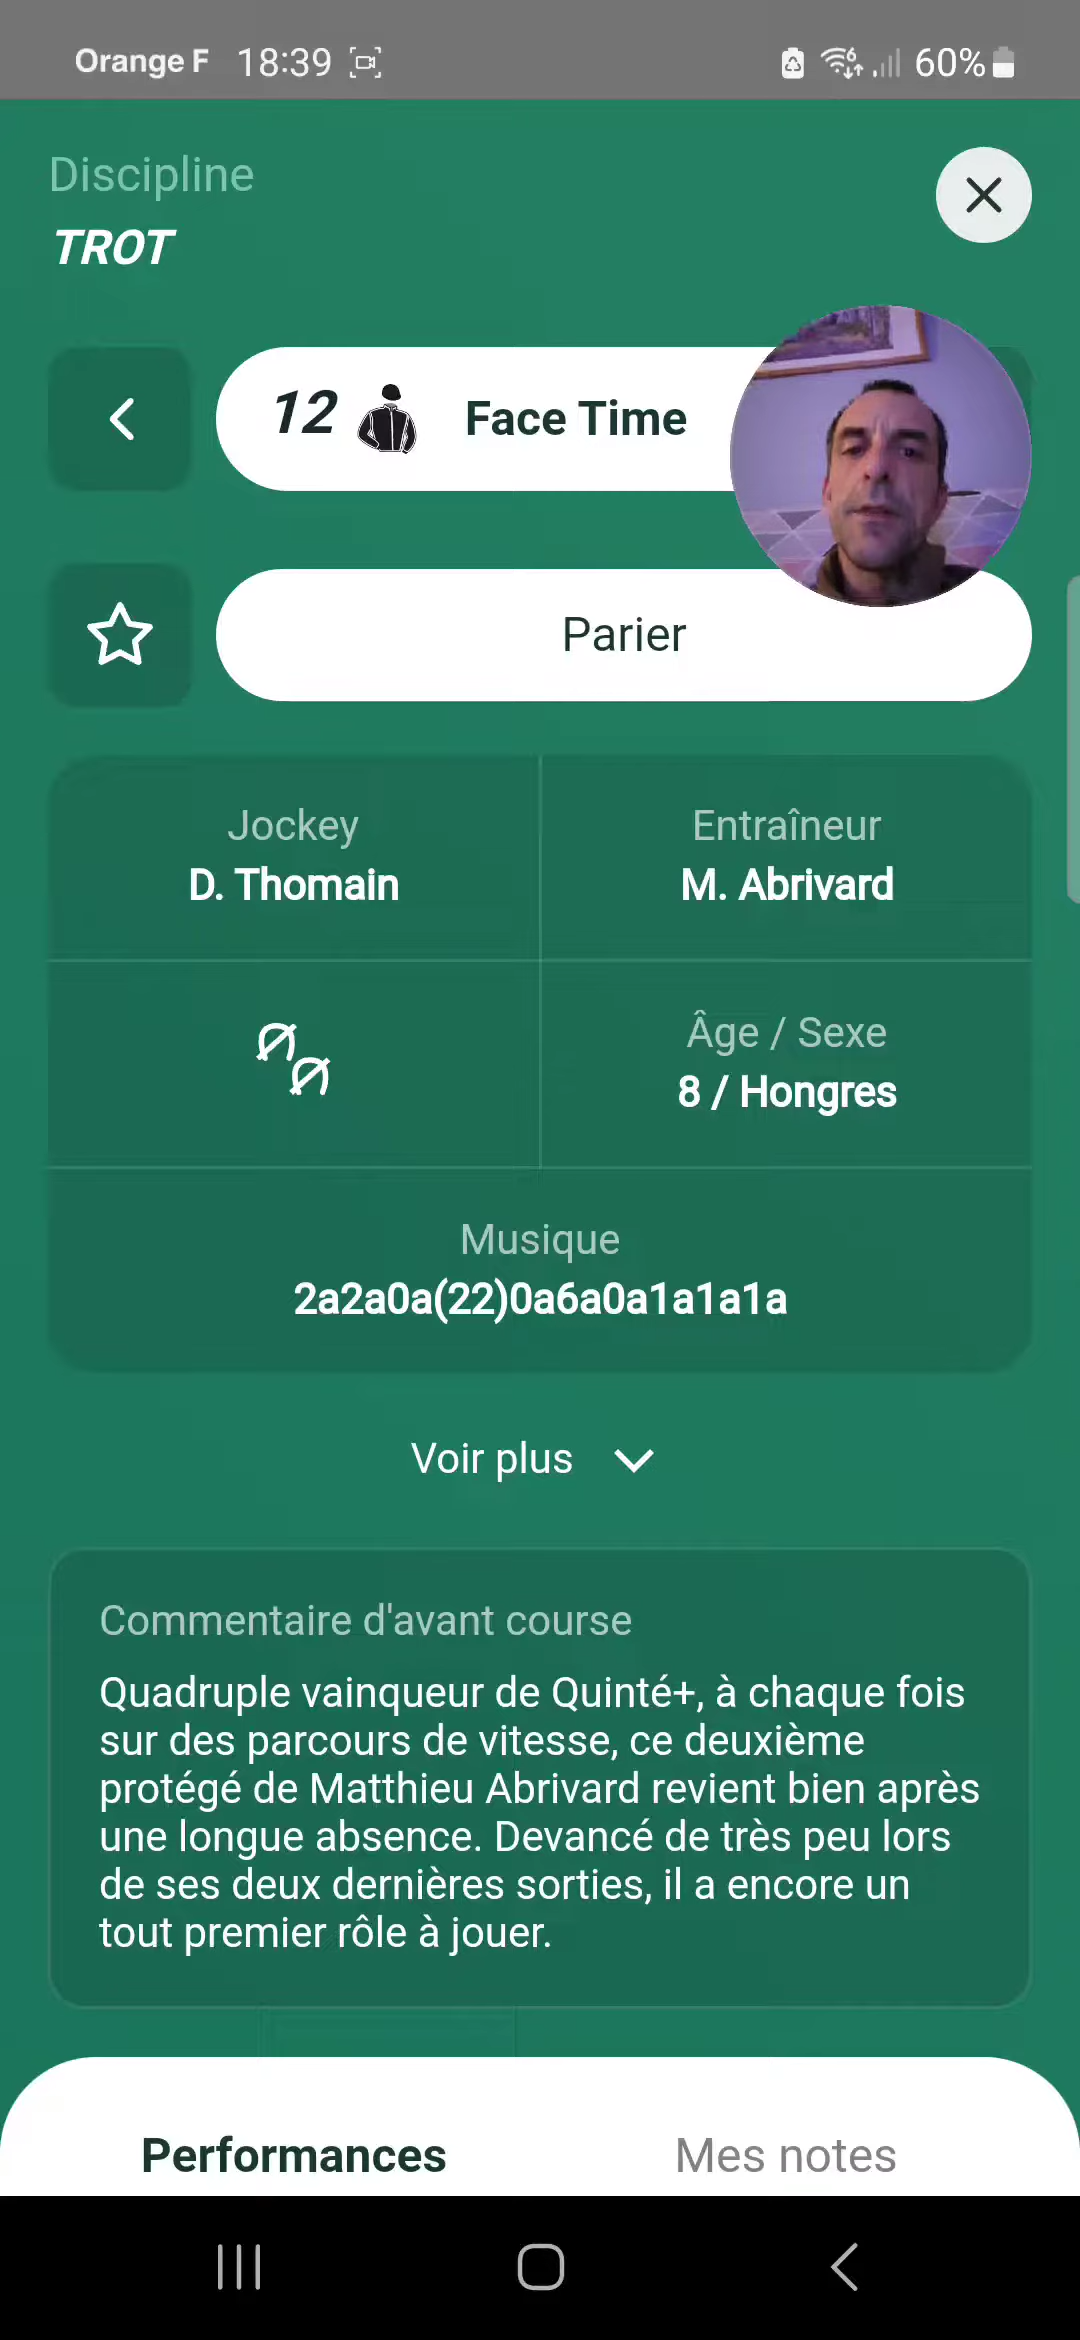 Orange F 18:39 60%
Discipline
TROT
12 Face Time
Parier
Jockey
D. Thomain
Entraîneur
M. Abrivard
Âge / Sexe
8 / Hongres
Musique
2a2a0a(22)0a6a0a1a1a1a
Voir plus
Commentaire d'avant course
Quadruple vainqueur de Quinté+, à chaque fois
sur des parcours de vitesse, ce deuxième
protégé de Matthieu Abrivard revient bien après
une longue absence. Devancé de très peu lors
de ses deux dernières sorties, il a encore un
tout premier rôle à jouer.
Performances
Mes notes